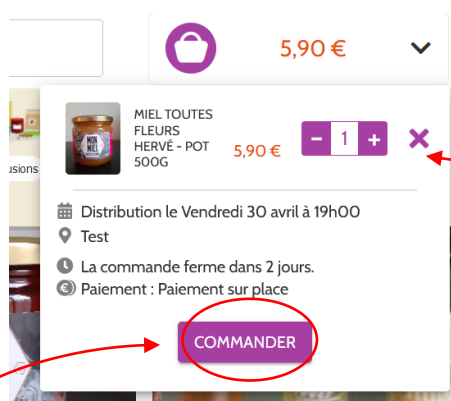 5,90 €
MIEL TOUTES
FLEURS
HERVÉ - POT
500G
5,90 €
- 1 +
usions
Distribution le Vendredi 30 avril à 19h00
Test
La commande ferme dans 2 jours.
Paiement : Paiement sur place
COMMANDER